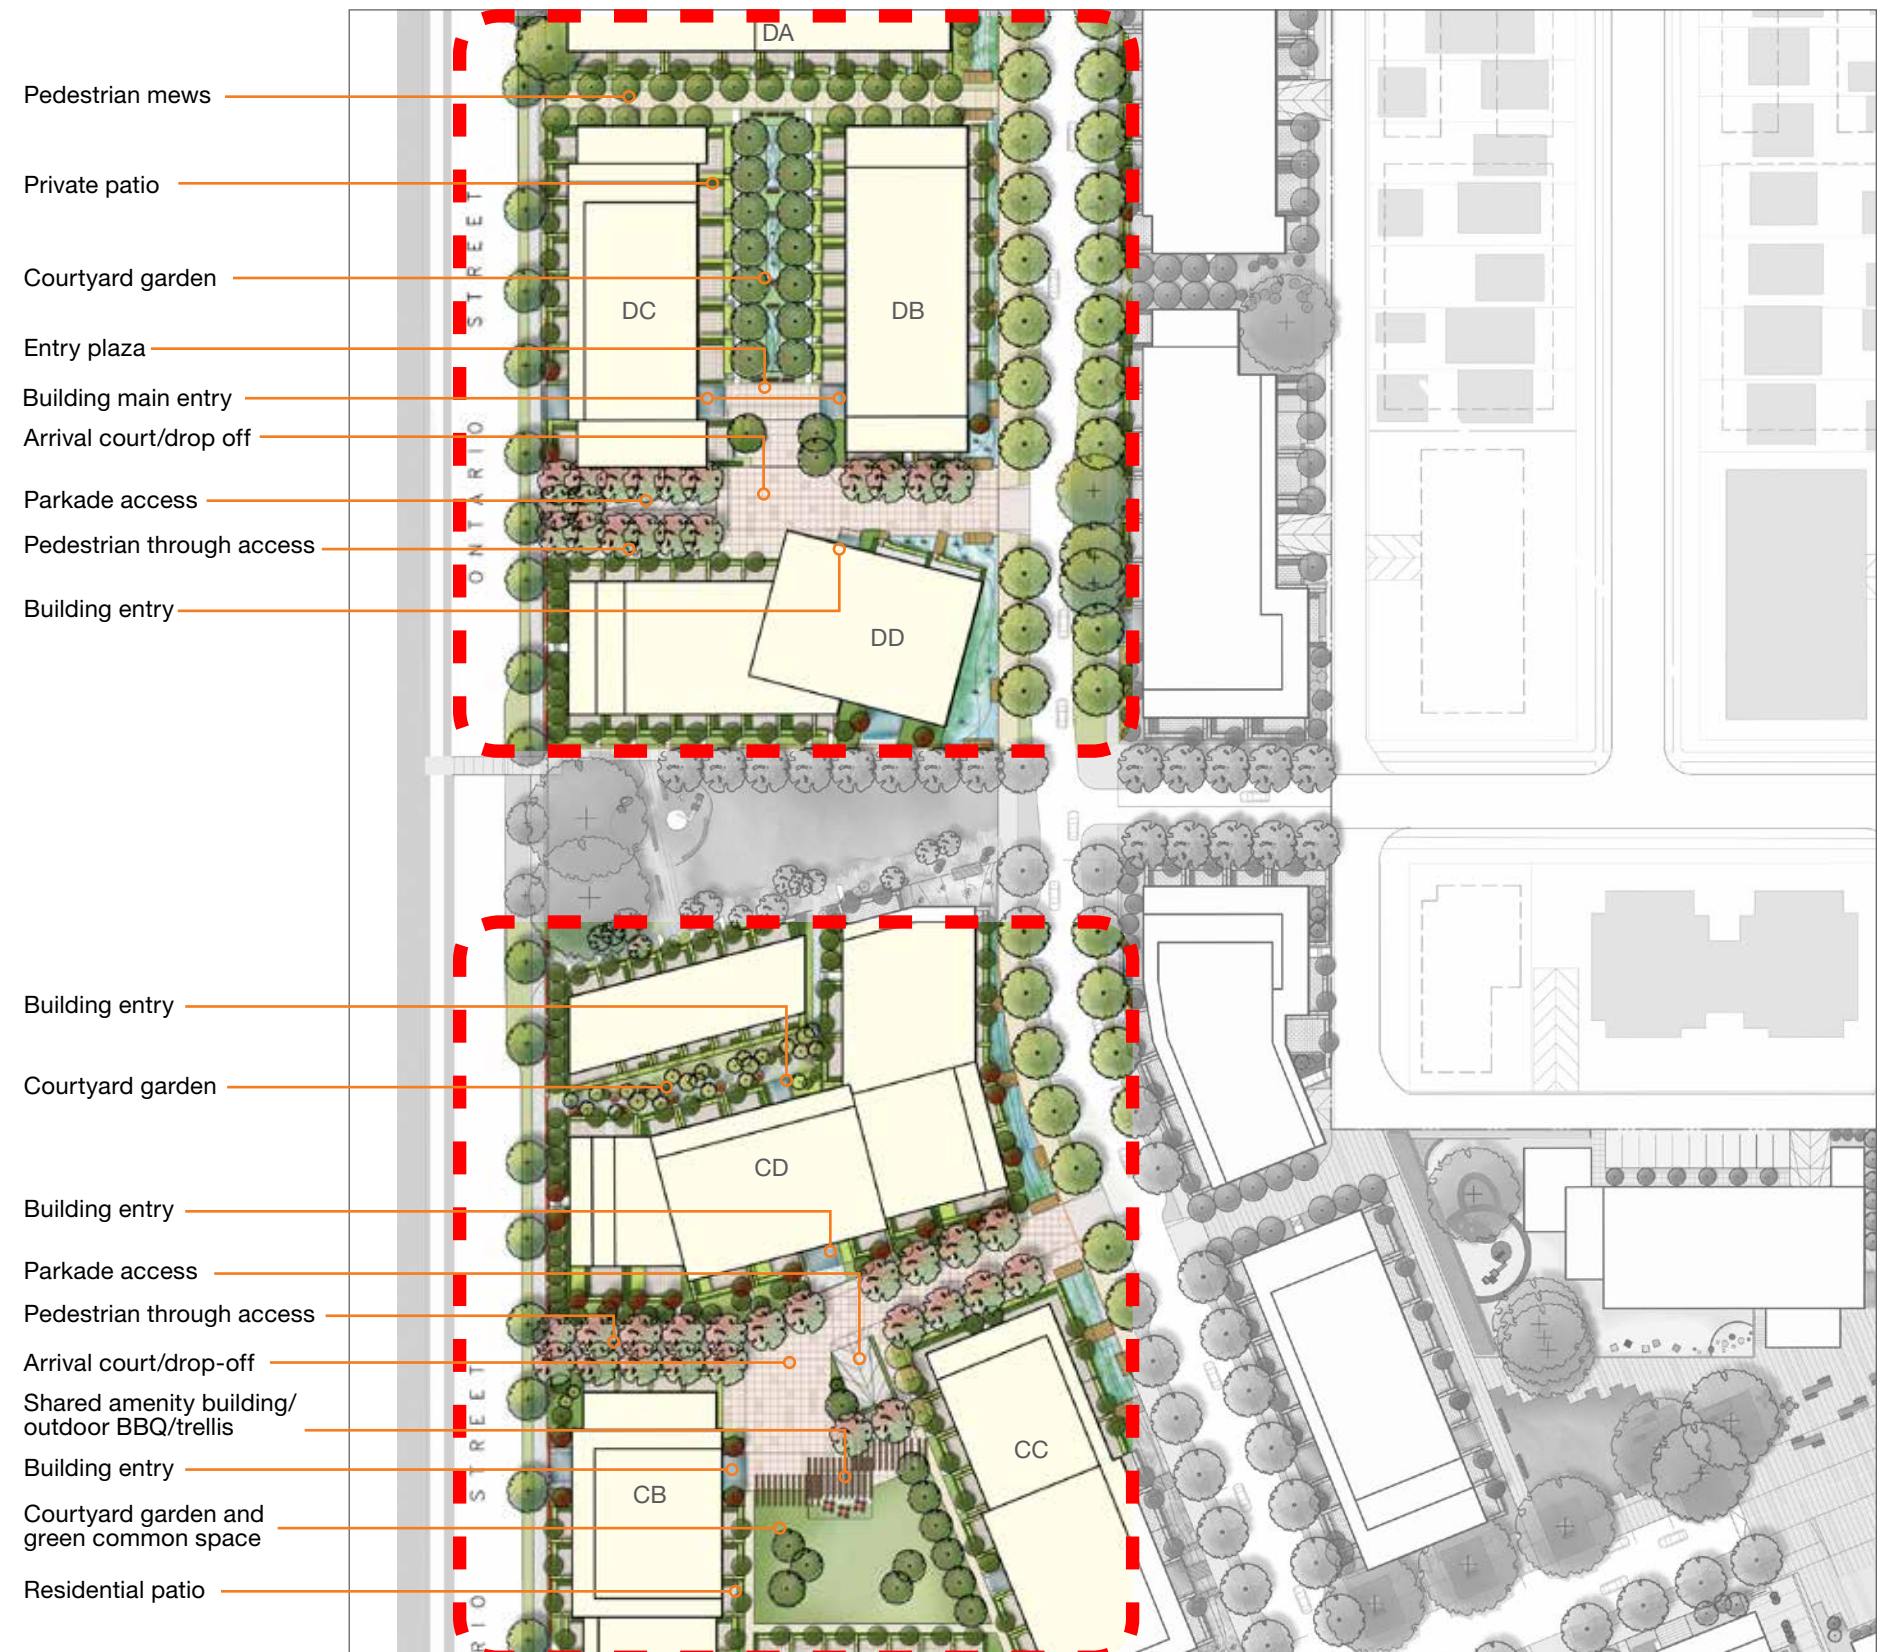 DA
Pedestrian mews
Private patio
Courtyard garden
DC
DB
Entry plaza
Building main entry
Arrival court/drop off
Parkade access
Pedestrian through access
Building entry
DD
ONTARIO STREET
Building entry
Courtyard garden
CD
Building entry
Parkade access
Pedestrian through access
Arrival court/drop-off
Shared amenity building/
outdoor BBQ/trellis
CC
Building entry
CB
Courtyard garden and
green common space
Residential patio
RIO STREET